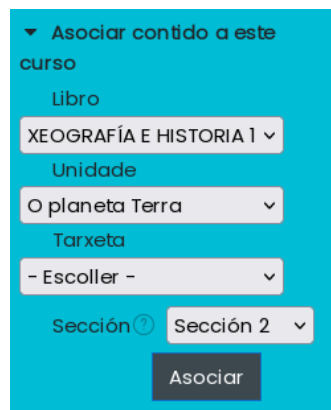 Asociar contido a este
curso
Libro
XEOGRAFÍA E HISTORIA 1
Unidade
O planeta Terra
Tarxeta
- Escoller -
Sección ? Sección 2
Asociar